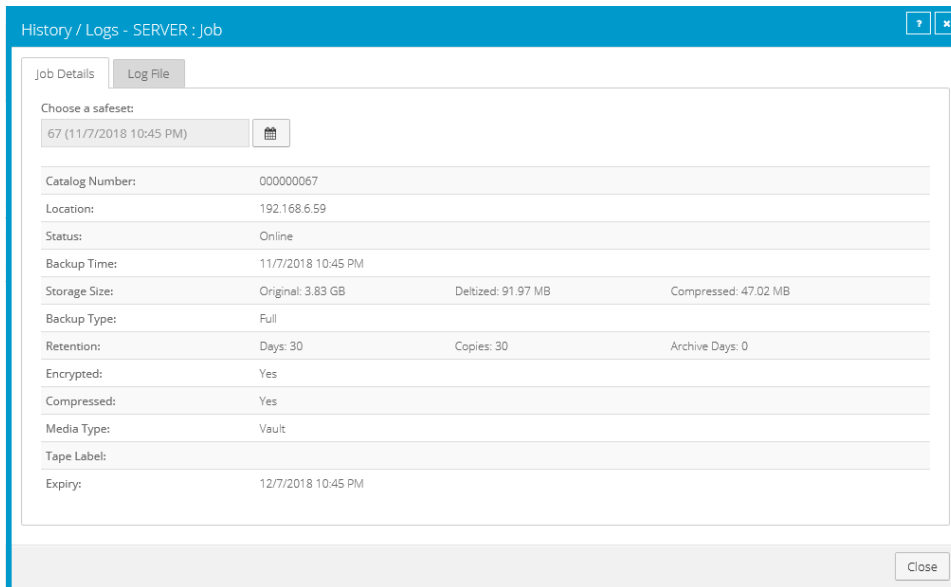 History / Logs - SERVER : Job
?
×
Job Details
Log File
Choose a safeset:
67 (11/7/2018 10:45 PM)
Catalog Number: 000000067
Location: 192.168.6.59
Status: Online
Backup Time: 11/7/2018 10:45 PM
Storage Size: Original: 3.83 GB Deltized: 91.97 MB Compressed: 47.02 MB
Backup Type: Full
Retention: Days: 30 Copies: 30 Archive Days: 0
Encrypted: Yes
Compressed: Yes
Media Type: Vault
Tape Label:
Expiry: 12/7/2018 10:45 PM
Close